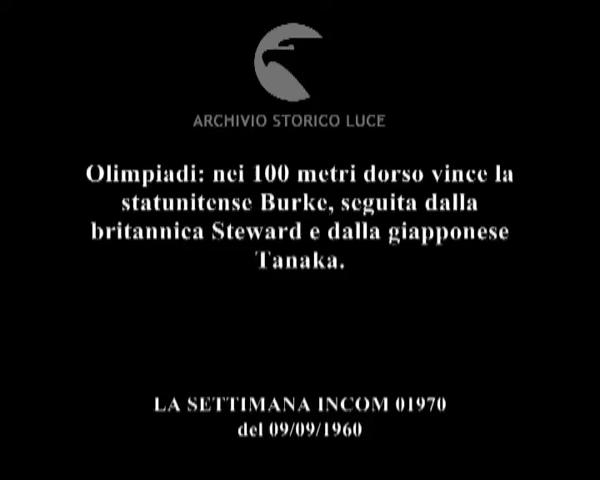 ARCHIVIO STORICO LUCE
Olimpiadi: nei 100 metri dorso vince la
statunitense Burke, seguita dalla
britannica Steward e dalla giapponese
Tanaka.
LA SETTIMANA INCOM 01970
del 09/09/1960